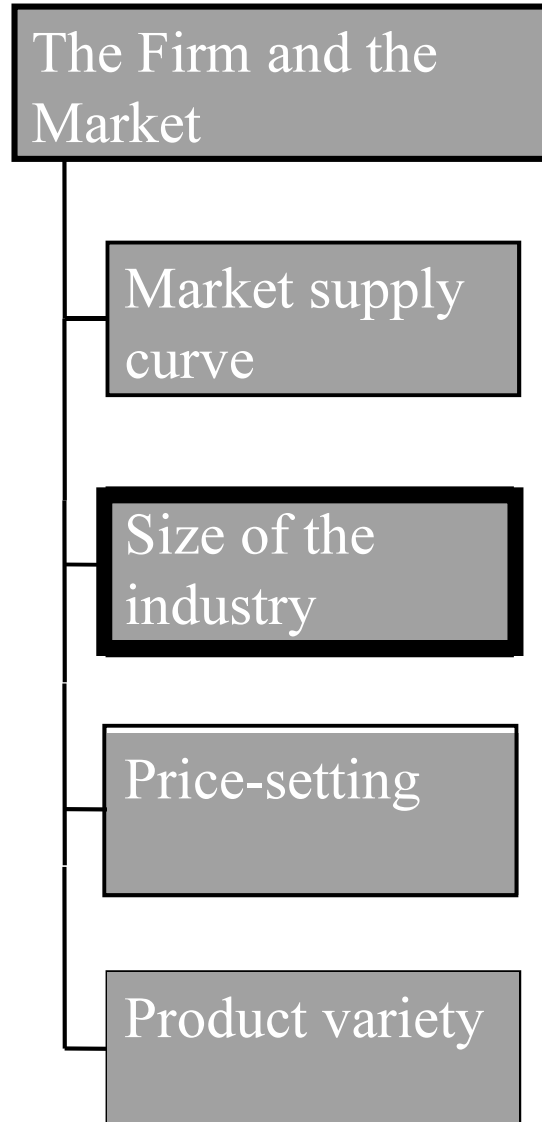 The Firm and the
Market
Market supply
curve
Size of the
industry
Price-setting
Product variety